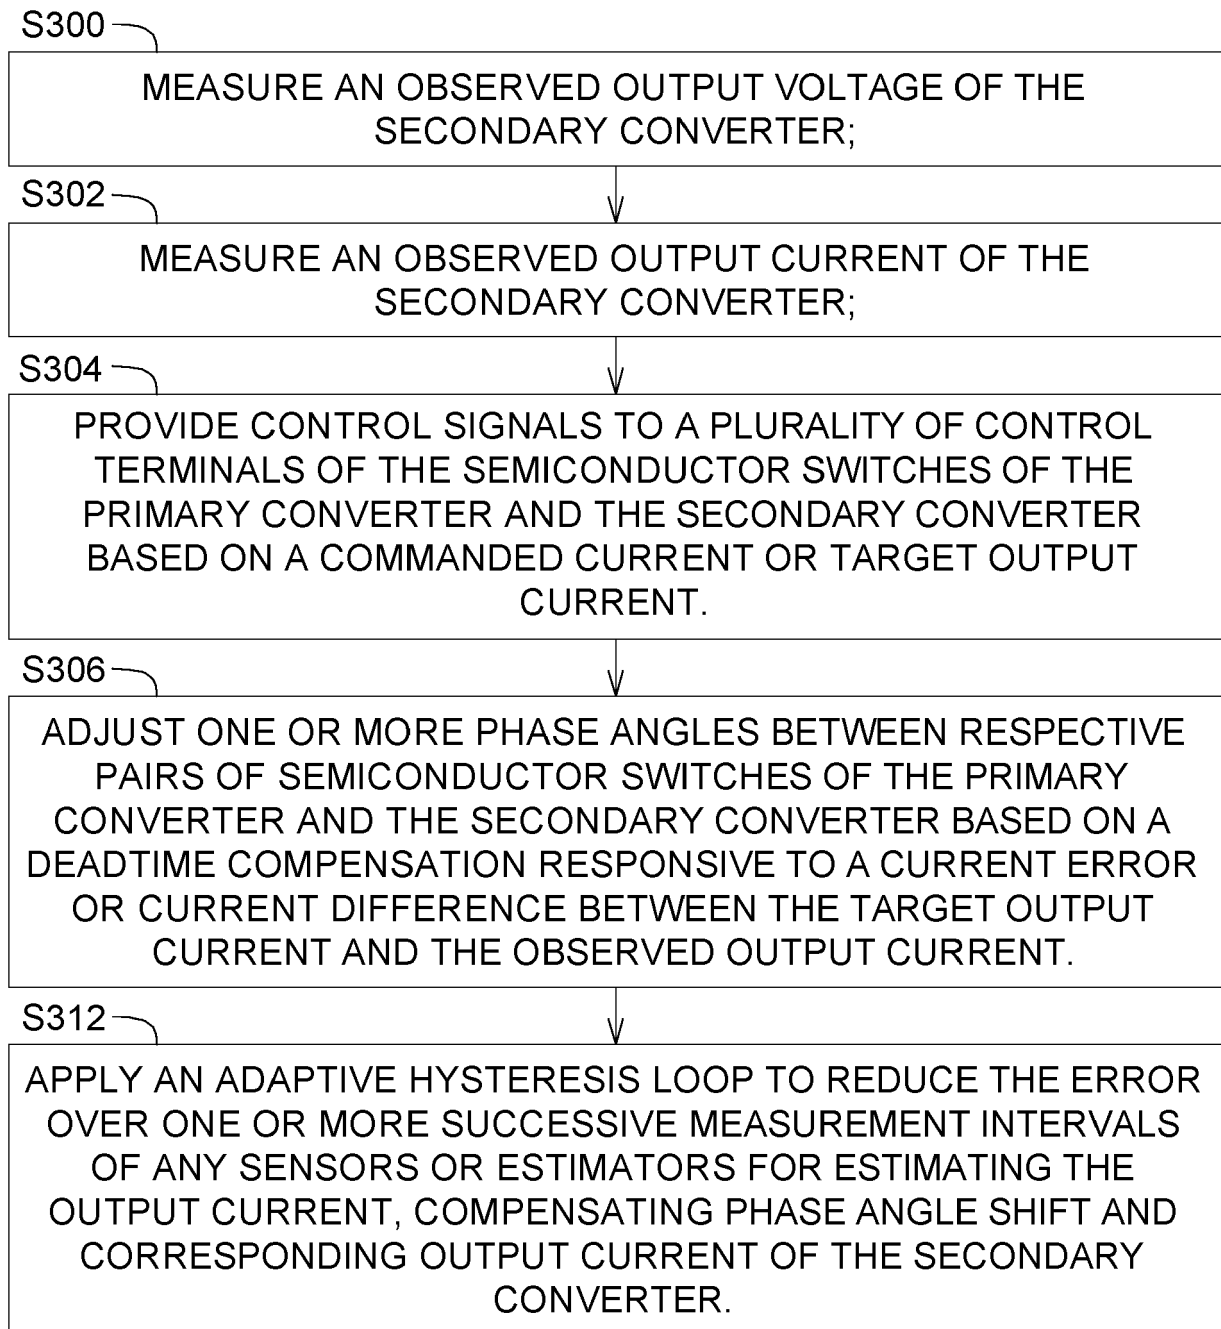 S300
MEASURE AN OBSERVED OUTPUT VOLTAGE OF THE
SECONDARY CONVERTER;
S302
MEASURE AN OBSERVED OUTPUT CURRENT OF THE
SECONDARY CONVERTER;
S304
PROVIDE CONTROL SIGNALS TO A PLURALITY OF CONTROL
TERMINALS OF THE SEMICONDUCTOR SWITCHES OF THE
PRIMARY CONVERTER AND THE SECONDARY CONVERTER
BASED ON A COMMANDED CURRENT OR TARGET OUTPUT
CURRENT.
S306
ADJUST ONE OR MORE PHASE ANGLES BETWEEN RESPECTIVE
PAIRS OF SEMICONDUCTOR SWITCHES OF THE PRIMARY
CONVERTER AND THE SECONDARY CONVERTER BASED ON A
DEADTIME COMPENSATION RESPONSIVE TO A CURRENT ERROR
OR CURRENT DIFFERENCE BETWEEN THE TARGET OUTPUT
CURRENT AND THE OBSERVED OUTPUT CURRENT.
S312
APPLY AN ADAPTIVE HYSTERESIS LOOP TO REDUCE THE ERROR
OVER ONE OR MORE SUCCESSIVE MEASUREMENT INTERVALS
OF ANY SENSORS OR ESTIMATORS FOR ESTIMATING THE
OUTPUT CURRENT, COMPENSATING PHASE ANGLE SHIFT AND
CORRESPONDING OUTPUT CURRENT OF THE SECONDARY
CONVERTER.